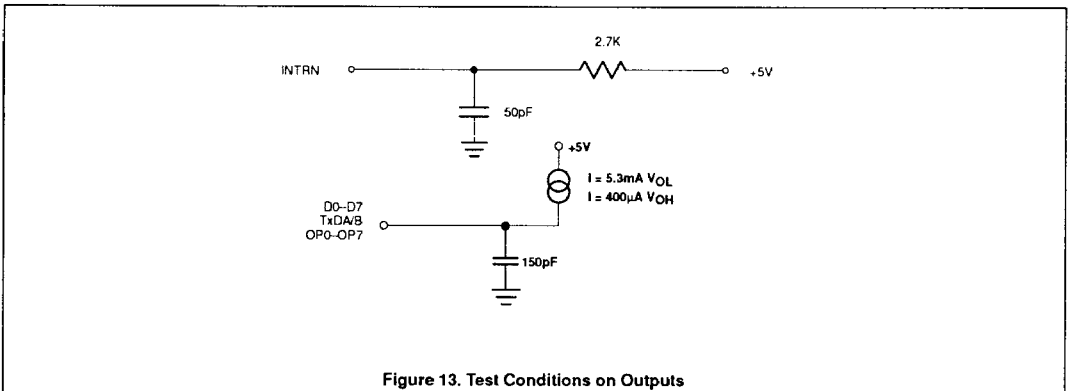 2.7K
INTRN
+5V
50pF
+5V
I = 5.3mA VOL
I = 400µA VOH
D0–D7
TxDA/B
OP0–OP7
150pF
Figure 13. Test Conditions on Outputs